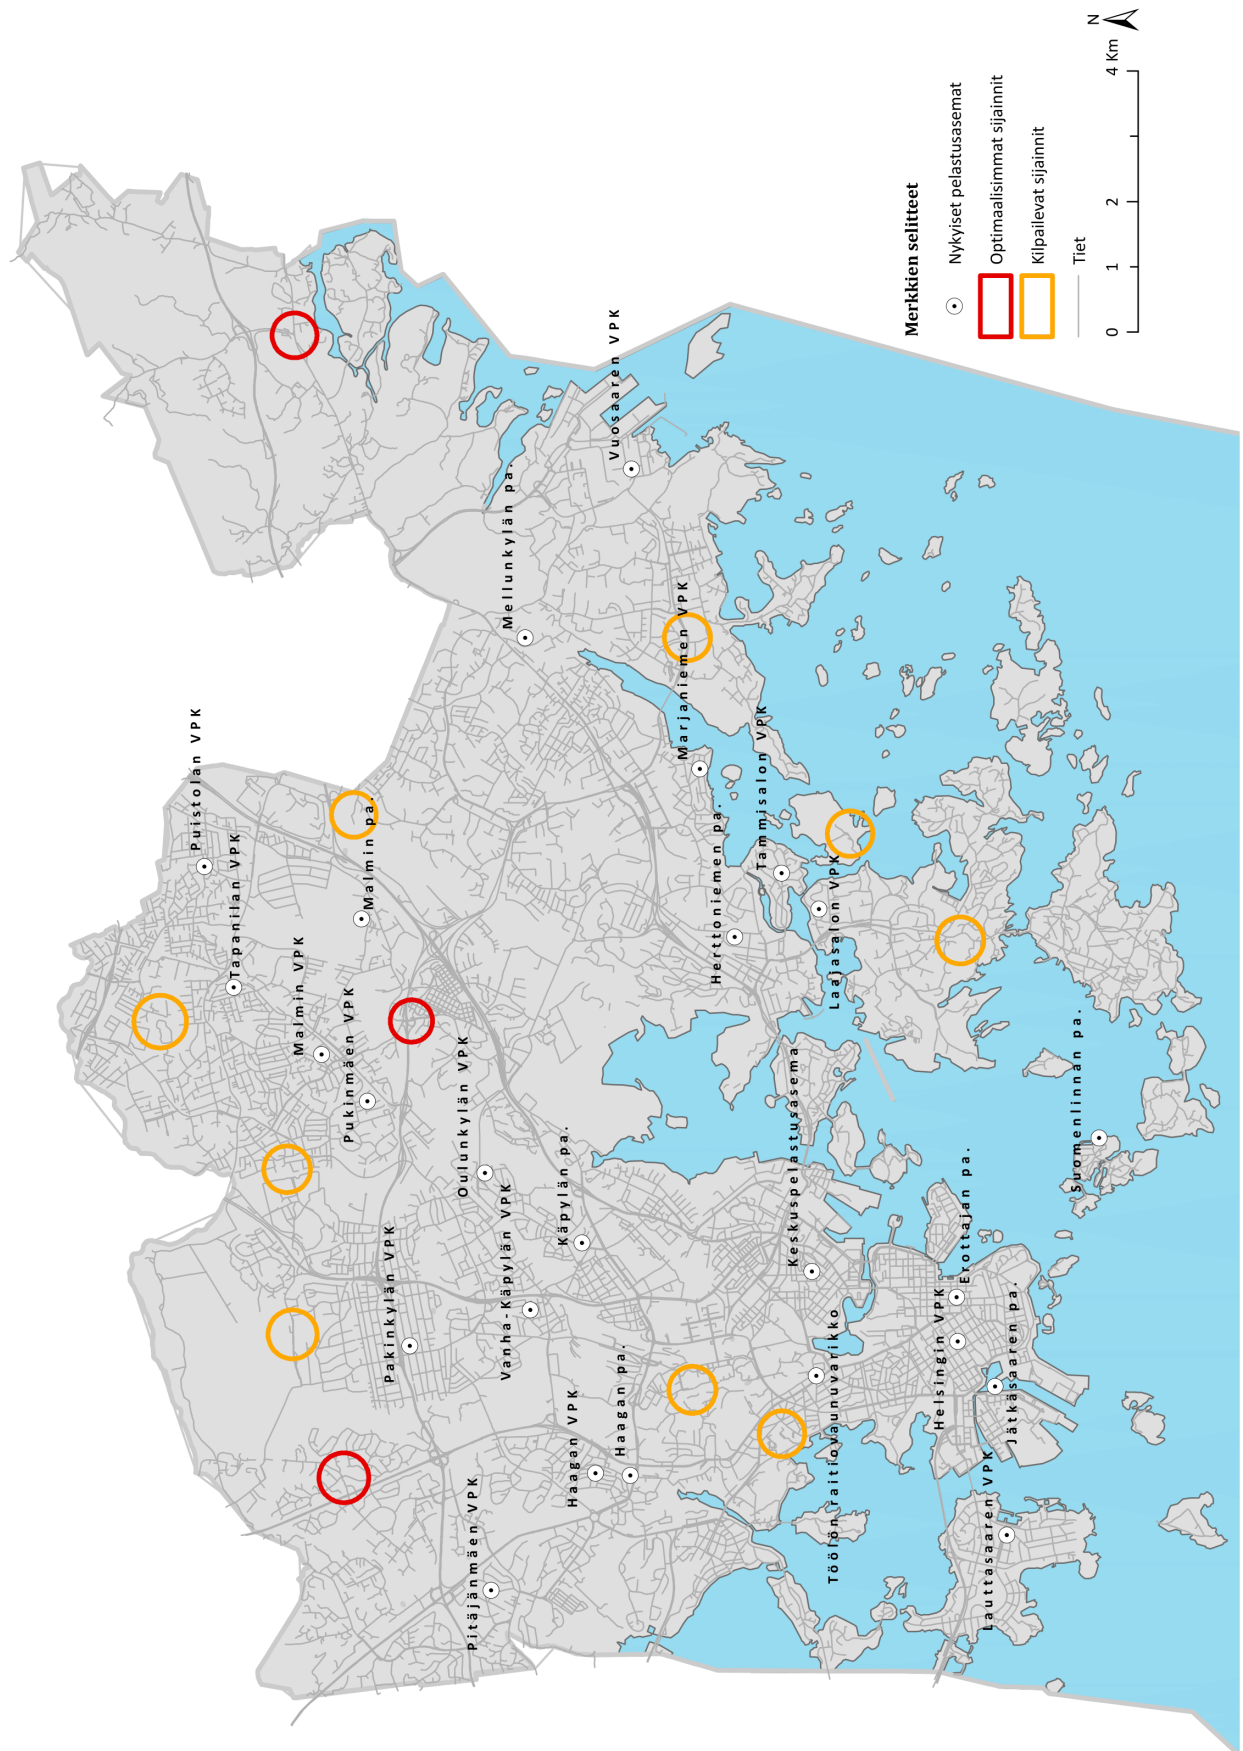 Puistolan VPK
Tapanilan VPK
Malmin VPK
Malmin pa.
Pukinmäen VPK
Pakinkylän VPK
Oulunkylän VPK
Pitäjänmäen VPK
Vanha-Käpylän VPK
Mellunkylän pa.
Käpylän pa.
Haagan VPK
Haagan pa.
Vuosaaren VPK
Marjaniemen VPK
Herttoniemen pa.
Tammisalon VPK
Keskuspelastusasema
Laajasalon VPK
Töölön raitiovaunuvarikko
Helsingin VPK
Erottajan pa.
Lauttasaaren VPK
Jätkäsaaren pa.
Suomenlinnan pa.
Merkkien selitteet
Nykyiset pelastusasemat
Optimaalisimmat sijainnit
Kilpailevat sijainnit
Tiet
0 1 2 4 Km
N